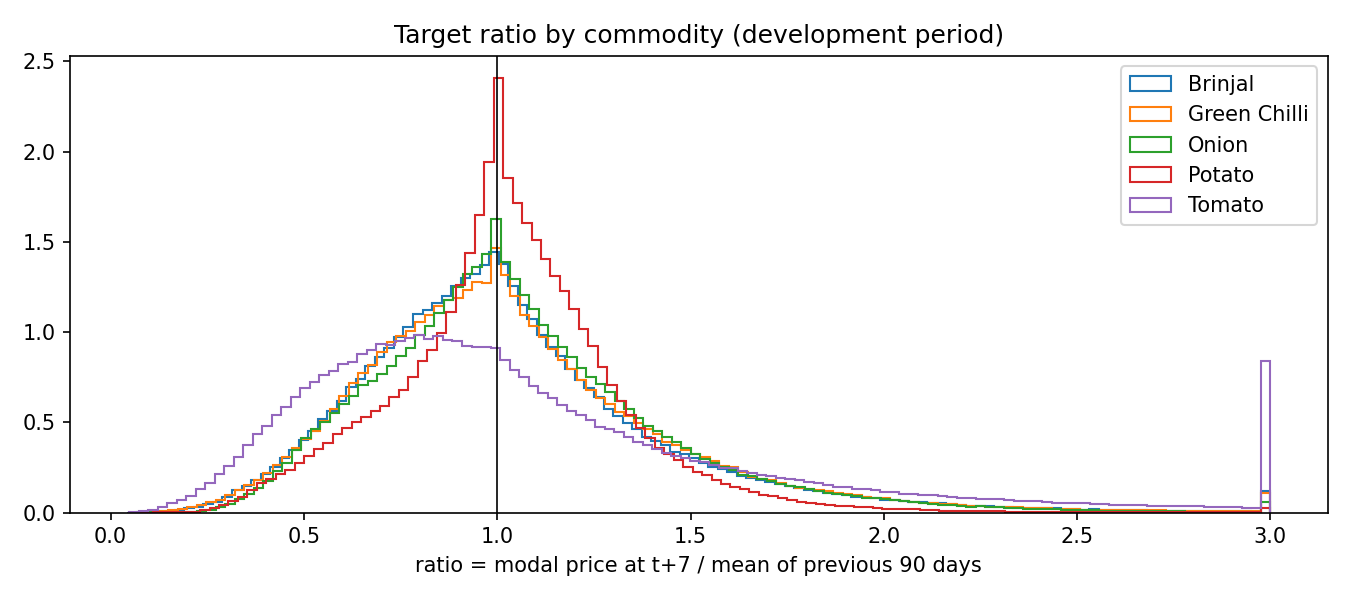 Target ratio by commodity (development period)
2.5
2.0
1.5
1.0
0.5
0.0
Brinjal
Green Chilli
Onion
Potato
Tomato
0.0 0.5 1.0 1.5 2.0 2.5 3.0
ratio = modal price at t+7 / mean of previous 90 days